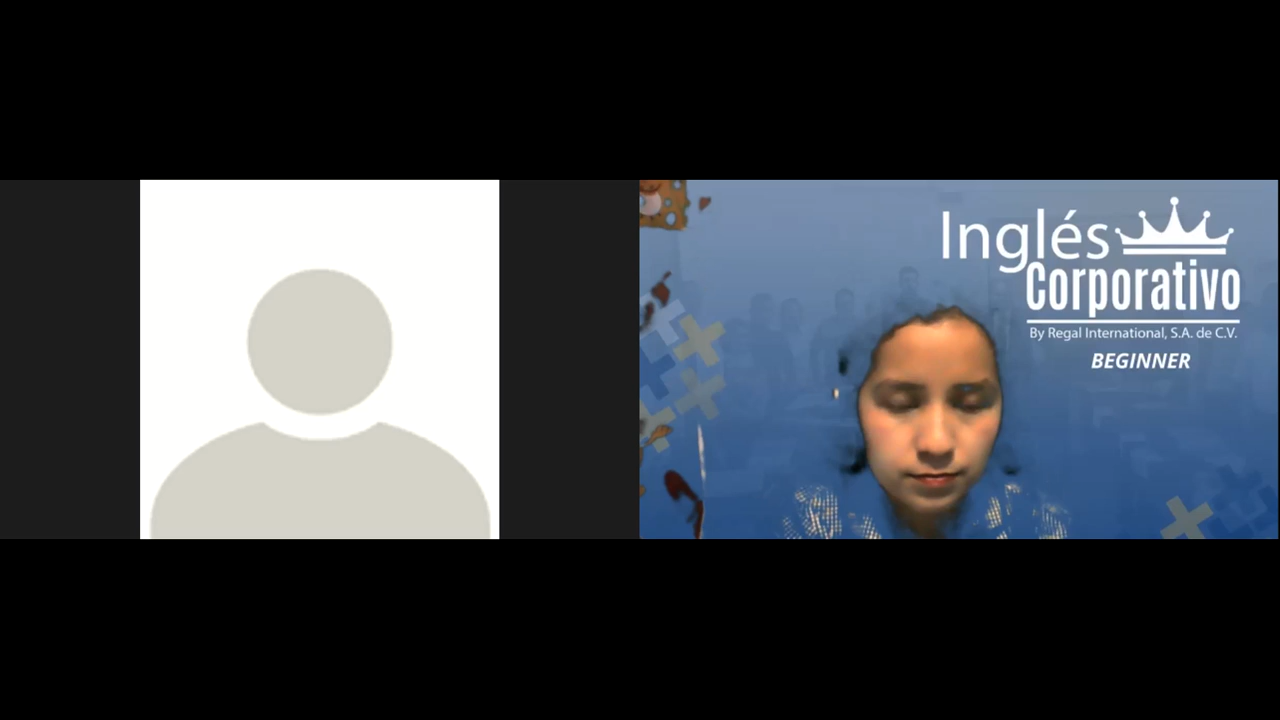 Inglés
Corporativo
By Regal International, S.A. de C.V.
BEGINNER